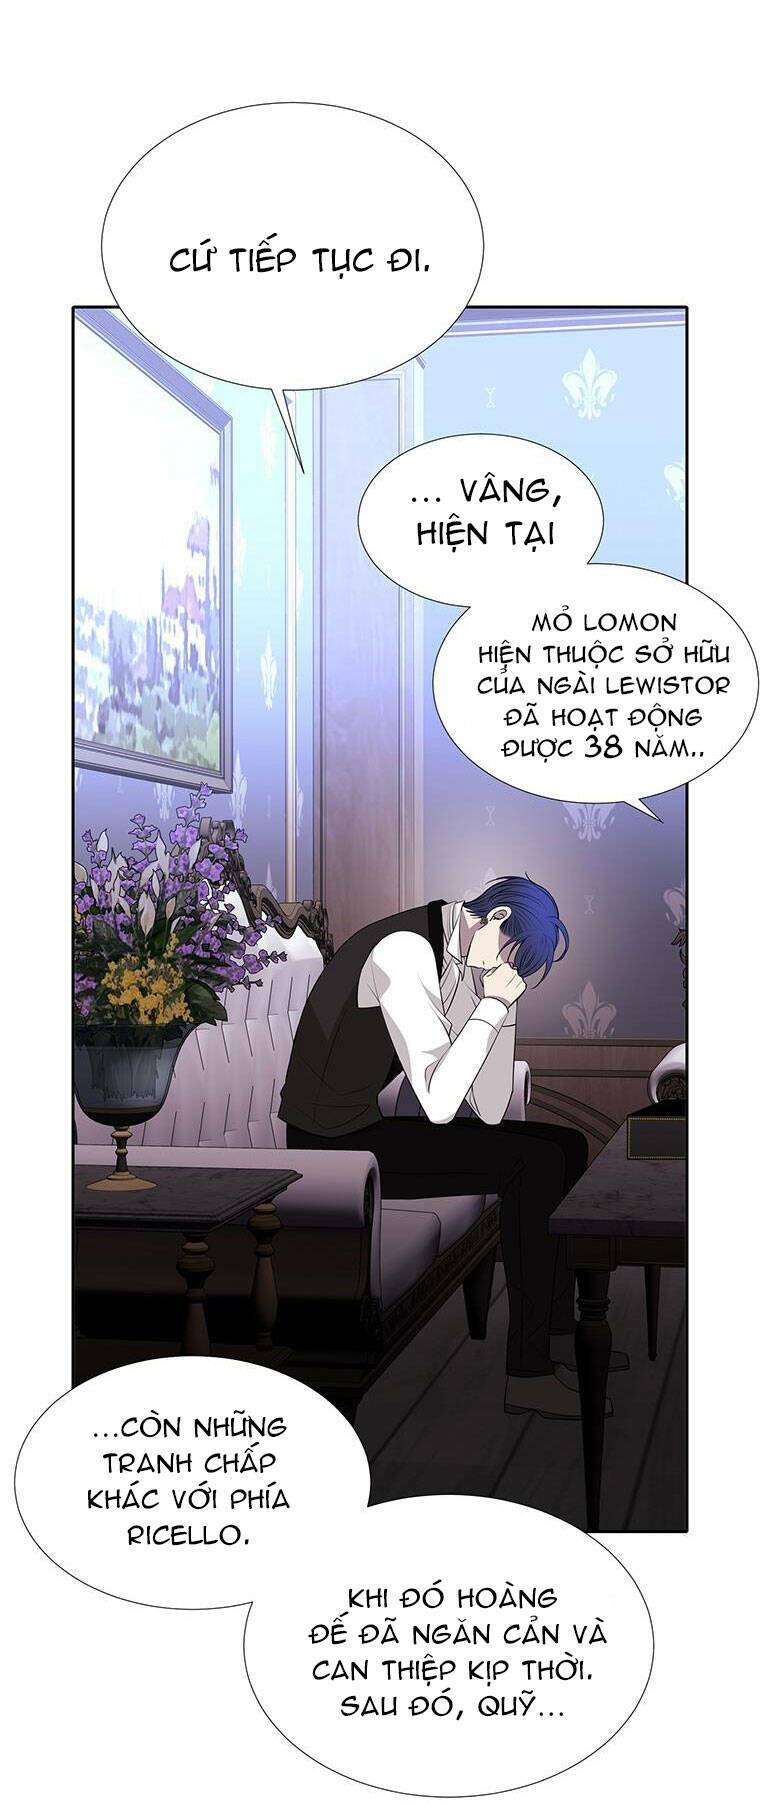 CỨ TIẾP TỤC ĐI.
... VÂNG,
HIỆN TẠI
MỎ LOMON
HIỆN THUỘC SỞ HỮU
CỦA NGÀI LEWISTOR
ĐÃ HOẠT ĐỘNG
ĐƯỢC 38 NĂM..
...CÒN NHỮNG
TRANH CHẤP
KHÁC VỚI PHÍA
RICELLO.
KHI ĐÓ HOÀNG
ĐẾ ĐÃ NGĂN CẢN VÀ
CAN THIỆP KỊP THỜI.
SAU ĐÓ, QUỸ...